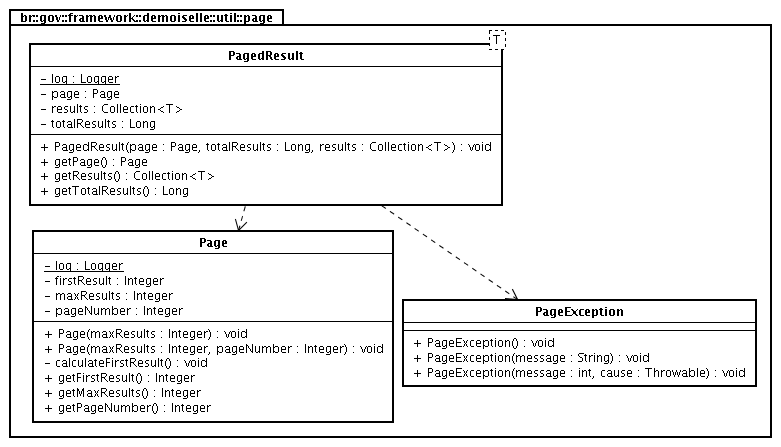 br::gov::framework::demoiselle::util::page
T
PagedResult
- log : Logger
- page : Page
- results : Collection<T>
- totalResults : Long
+ PagedResult(page : Page, totalResults : Long, results : Collection<T>) : void
+ getPage() : Page
+ getResults() : Collection<T>
+ getTotalResults() : Long
Page
- log : Logger
- firstResult : Integer
- maxResults : Integer
- pageNumber : Integer
+ Page(maxResults : Integer) : void
+ Page(maxResults : Integer, pageNumber : Integer) : void
- calculateFirstResult() : void
+ getFirstResult() : Integer
+ getMaxResults() : Integer
+ getPageNumber() : Integer
PageException
+ PageException() : void
+ PageException(message : String) : void
+ PageException(message : int, cause : Throwable) : void